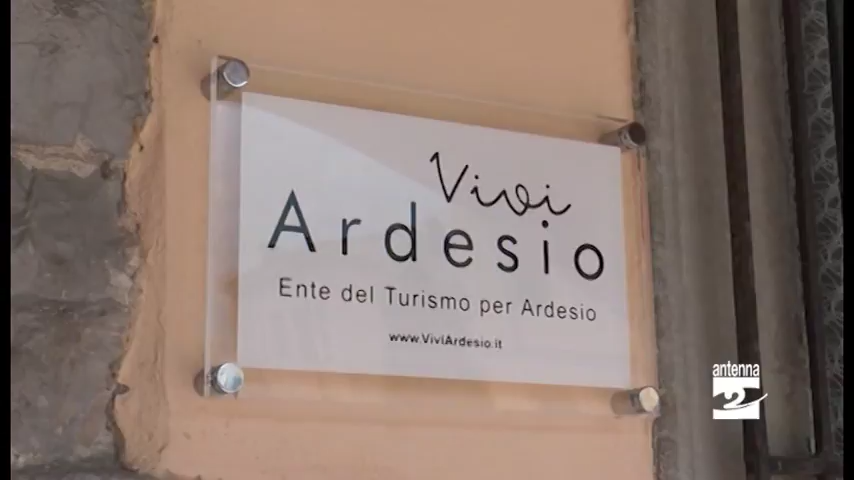 Vivi
Ardesio
Ente del Turismo per Ardesio
www.ViviArdesio.it
antenna
2